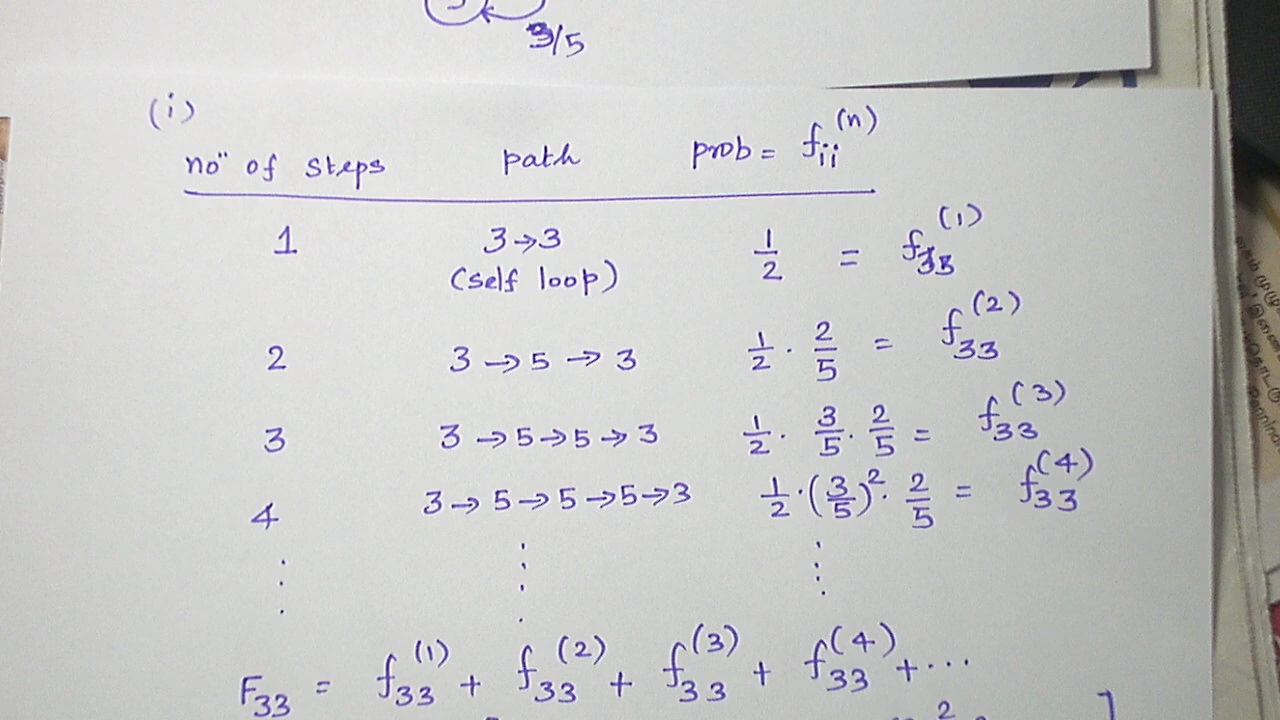 3/5
(i)
no" of steps path prob = f_ii^(n)
1 3→3 1/2 = f_33^(1)
(self loop)
2 3→5→3 1/2 · 2/5 = f_33^(2)
3 3→5→5→3 1/2 · 3/5 · 2/5 = f_33^(3)
4 3→5→5→5→3 1/2 · (3/5)^2 · 2/5 = f_33^(4)
⋮ ⋮ ⋮
F_33 = f_33^(1) + f_33^(2) + f_33^(3) + f_33^(4) + ...